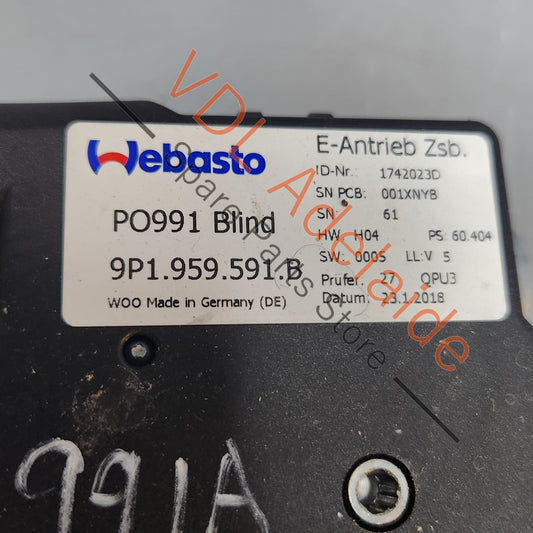 Webasto
PO991 Blind
9P1.959.591.B
WOO Made in Germany (DE)
E-Antrieb Zsb.
ID-Nr. 1742023D
SN PCB: 001XNYB
SN 61
HW H04 PS: 60.404
SW: 0005 LL:V 5
Prüfer: 27 QPU3
Datum: 23.1.2018
VDL Adelaide
Spare Parts Store
991A